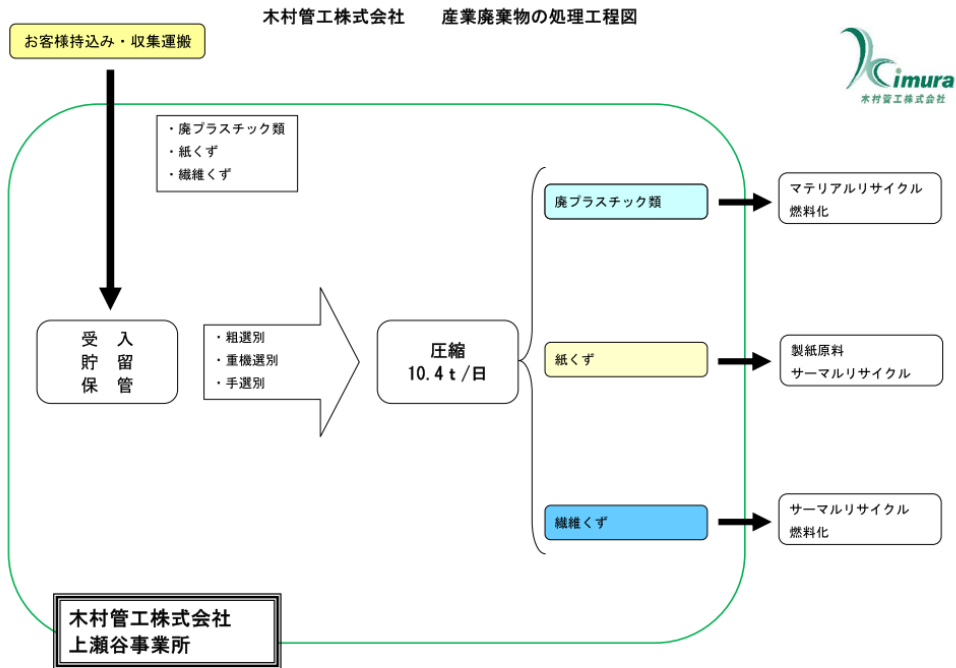 木村管工株式会社　　産業廃棄物の処理工程図
お客様持込み・収集運搬
Kimura
木村管工株式会社
・廃プラスチック類
・紙くず
・繊維くず
廃プラスチック類
マテリアルリサイクル
燃料化
受　入
貯　留
保　管
・粗選別
・重機選別
・手選別
圧縮
10.4ｔ/日
紙くず
製紙原料
サーマルリサイクル
繊維くず
サーマルリサイクル
燃料化
木村管工株式会社
上瀬谷事業所